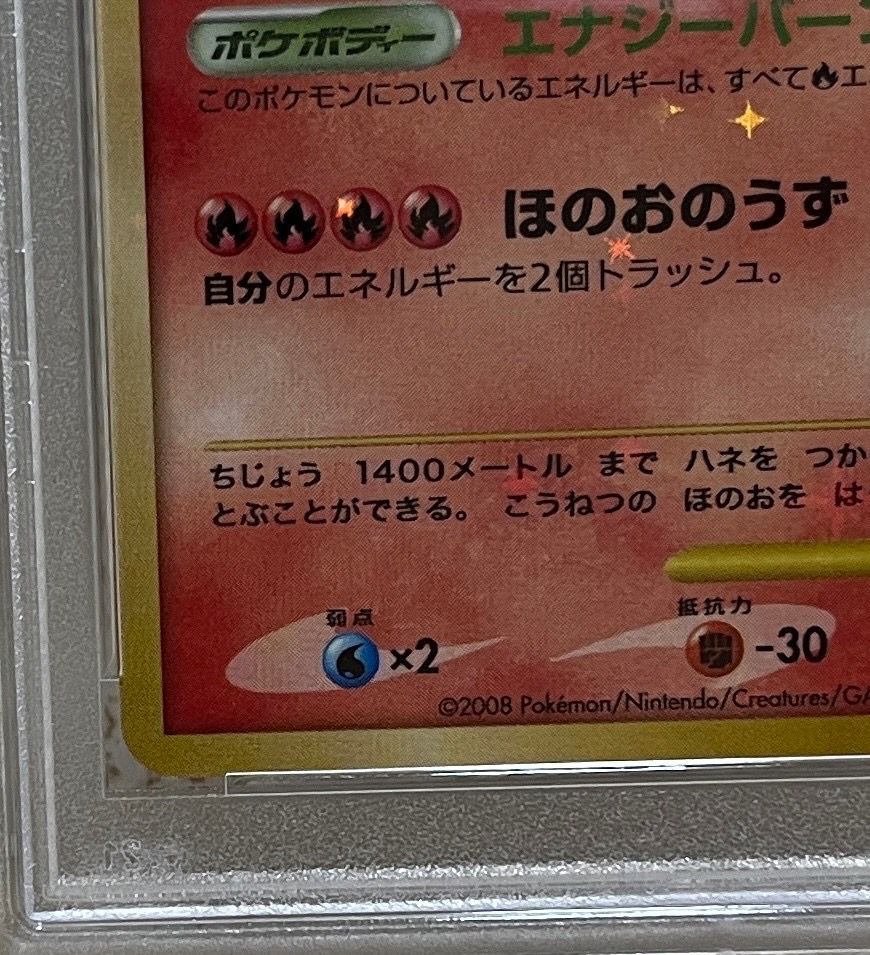 ポケボディー エナジーバー
このポケモンについているエネルギーは、すべて エ
ほのおのうず
自分のエネルギーを2個トラッシュ。
ちじょう 1400メートル まで ハネを つか
とぶことができる。 こうねつの ほのおを は
弱点 抵抗力
×2 -30
©2008 Pokémon/Nintendo/Creatures/GA